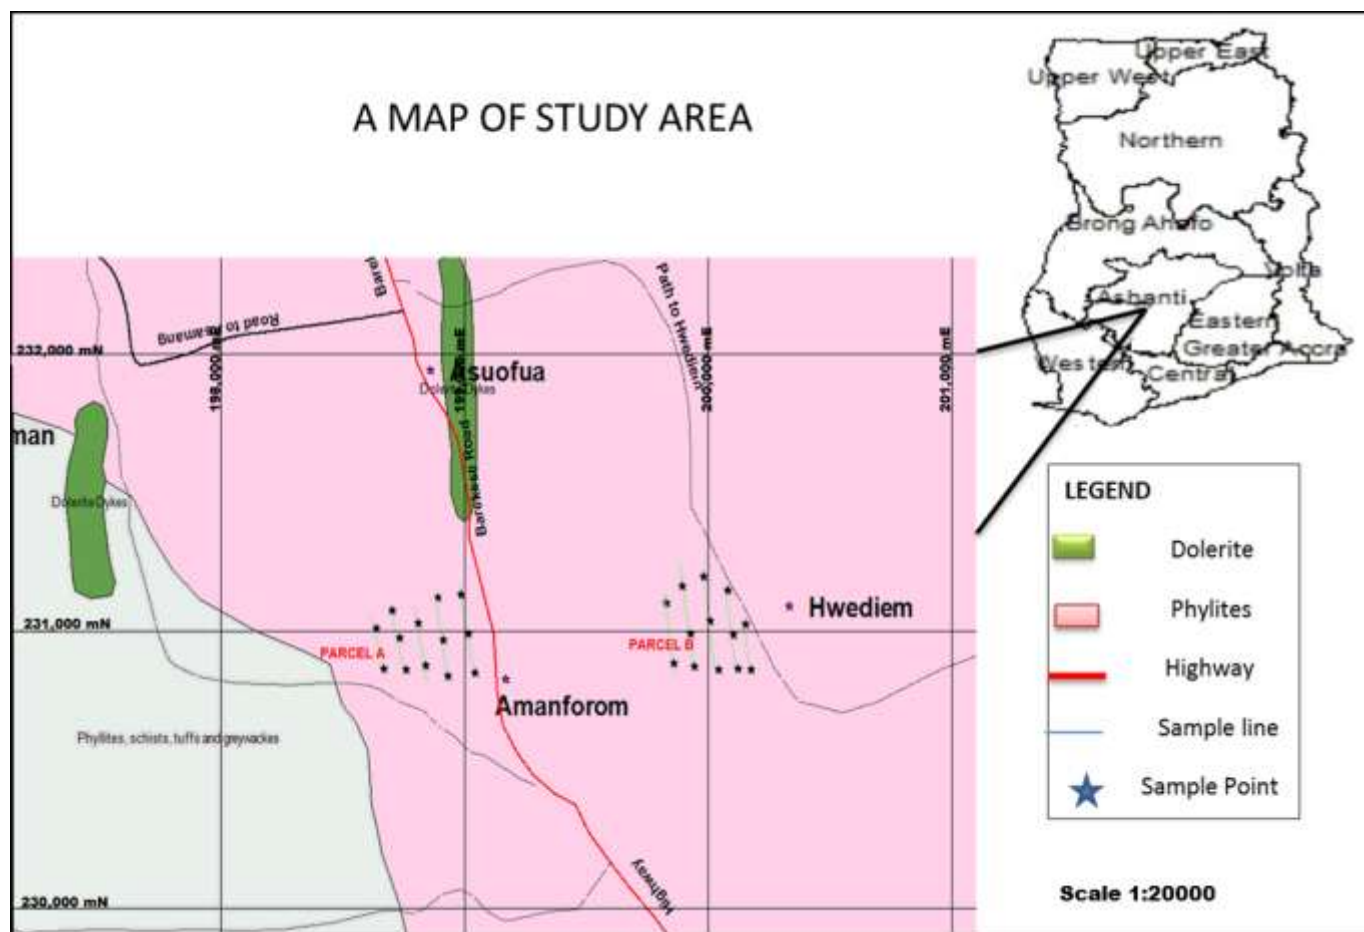 A MAP OF STUDY AREA
Upper East
Upper West
Northern
Brong Ahafo
Volta
Ashanti
Eastern
Greater Accra
Western
Central
Barek
Path to Hwediem
Road to
232,000 mN
198,000 mE
200,000 mE
201,000 mE
Asuofua
Dolerite Dykes
Barekese Road
man
Dolerite Dykes
231,000 mN
PARCEL A
PARCEL B
Hwediem
Amanforom
Phyllites, schists, tuffs and greywackes
Highway
230,000 mN
LEGEND
Dolerite
Phylites
Highway
Sample line
Sample Point
Scale 1:20000